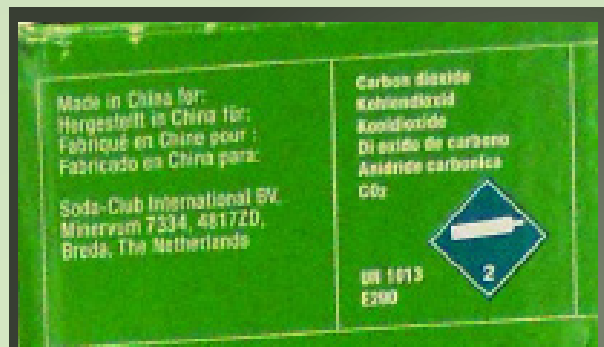 Made in China for:
Hergestellt in China für:
Fabriqué en Chine pour :
Fabricado en China para:
Soda-Club International BV,
Minervum 7334, 4817ZD,
Breda, The Netherlands
Carbon dioxide
Kohlendioxid
Kooldioxide
Di oxido de carbono
Anidride carbonica
CO₂
2
UN 1013
E290